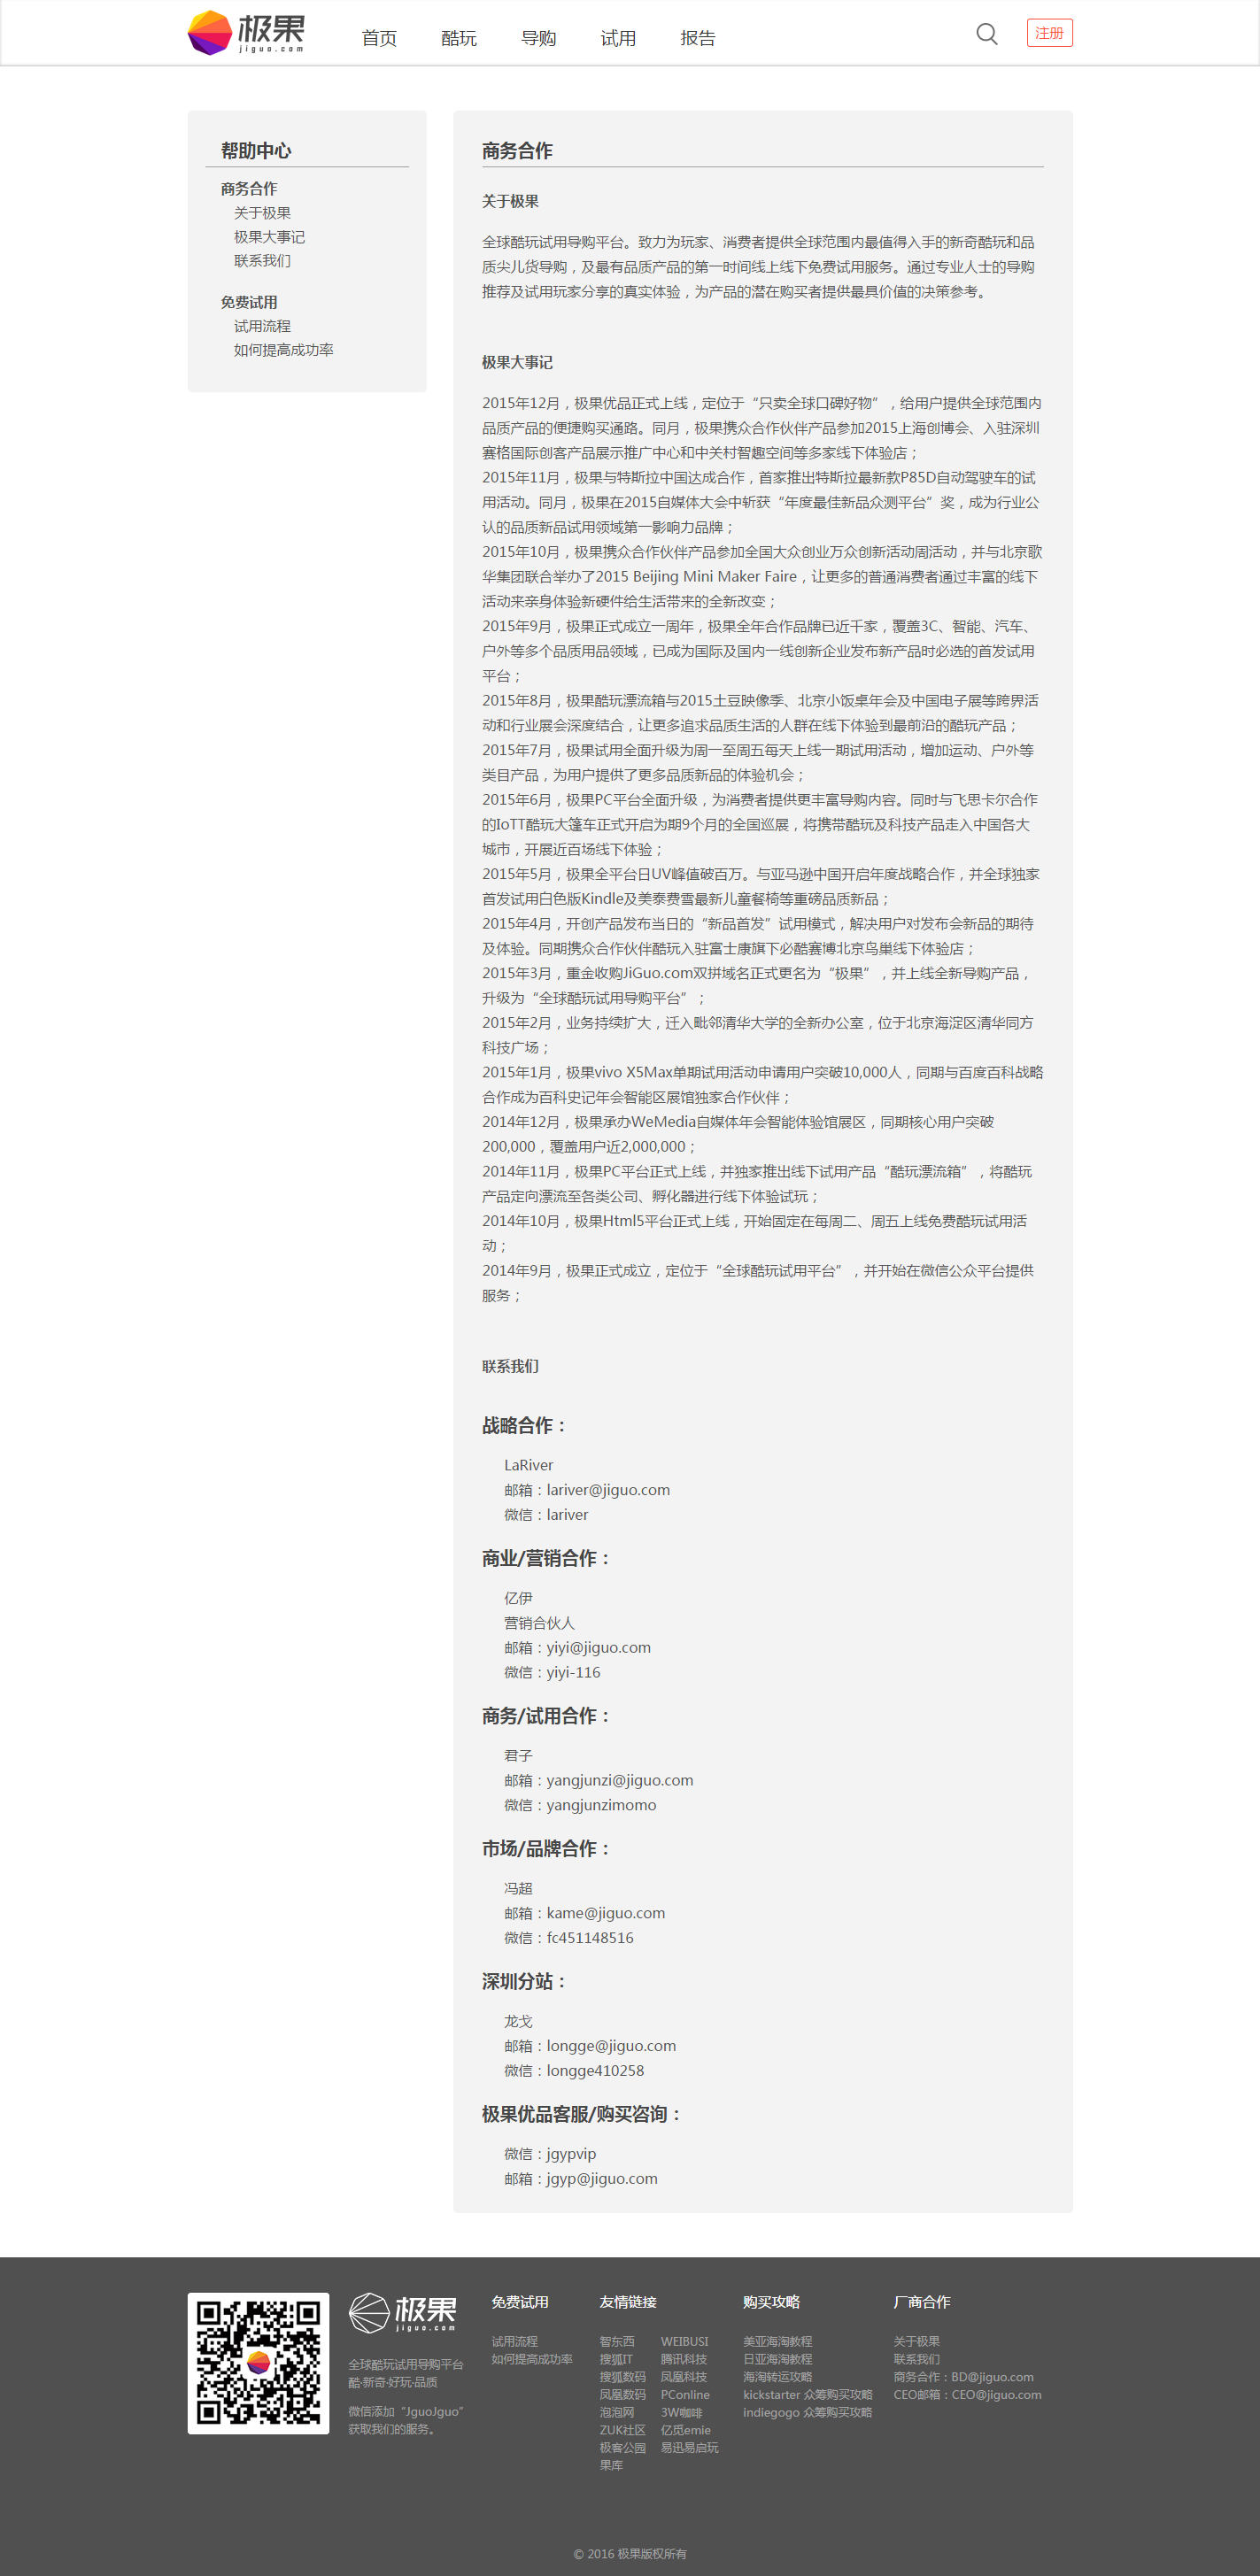 极果
jiguo.com
首页
酷玩
导购
试用
报告
注册
帮助中心
商务合作
关于极果
极果大事记
联系我们
免费试用
试用流程
如何提高成功率
商务合作
关于极果
全球酷玩试用导购平台。致力为玩家、消费者提供全球范围内最值得入手的新奇酷玩和品
质尖儿货导购，及最有品质产品的第一时间线上线下免费试用服务。通过专业人士的导购
推荐及试用玩家分享的真实体验，为产品的潜在购买者提供最具价值的决策参考。
极果大事记
2015年12月，极果优品正式上线，定位于“只卖全球口碑好物”，给用户提供全球范围内
品质产品的便捷购买通路。同月，极果携众合作伙伴产品参加2015上海创博会、入驻深圳
赛格国际创客产品展示推广中心和中关村智趣空间等多家线下体验店；
2015年11月，极果与特斯拉中国达成合作，首家推出特斯拉最新款P85D自动驾驶车的试
用活动。同月，极果在2015自媒体大会中斩获“年度最佳新品众测平台”奖，成为行业公
认的品质新品试用领域第一影响力品牌；
2015年10月，极果携众合作伙伴产品参加全国大众创业万众创新活动周活动，并与北京歌
华集团联合举办了2015 Beijing Mini Maker Faire，让更多的普通消费者通过丰富的线下
活动来亲身体验新硬件给生活带来的全新改变；
2015年9月，极果正式成立一周年，极果全年合作品牌已近千家，覆盖3C、智能、汽车、
户外等多个品质用品领域，已成为国际及国内一线创新企业发布新产品时必选的首发试用
平台；
2015年8月，极果酷玩漂流箱与2015土豆映像季、北京小饭桌年会及中国电子展等跨界活
动和行业展会深度结合，让更多追求品质生活的人群在线下体验到最前沿的酷玩产品；
2015年7月，极果试用全面升级为周一至周五每天上线一期试用活动，增加运动、户外等
类目产品，为用户提供了更多品质新品的体验机会；
2015年6月，极果PC平台全面升级，为消费者提供更丰富导购内容。同时与飞思卡尔合作
的IoTT酷玩大篷车正式开启为期9个月的全国巡展，将携带酷玩及科技产品走入中国各大
城市，开展近百场线下体验；
2015年5月，极果全平台日UV峰值破百万。与亚马逊中国开启年度战略合作，并全球独家
首发试用白色版Kindle及美泰费雪最新儿童餐椅等重磅品质新品；
2015年4月，开创产品发布当日的“新品首发”试用模式，解决用户对发布会新品的期待
及体验。同期携众合作伙伴酷玩入驻富士康旗下必酷赛博北京鸟巢线下体验店；
2015年3月，重金收购JiGuo.com双拼域名正式更名为“极果”，并上线全新导购产品，
升级为“全球酷玩试用导购平台”；
2015年2月，业务持续扩大，迁入毗邻清华大学的全新办公室，位于北京海淀区清华同方
科技广场；
2015年1月，极果vivo X5Max单期试用活动申请用户突破10,000人，同期与百度百科战略
合作成为百科史记年会智能区展馆独家合作伙伴；
2014年12月，极果承办WeMedia自媒体年会智能体验馆展区，同期核心用户突破
200,000，覆盖用户近2,000,000；
2014年11月，极果PC平台正式上线，并独家推出线下试用产品“酷玩漂流箱”，将酷玩
产品定向漂流至各类公司、孵化器进行线下体验试玩；
2014年10月，极果Html5平台正式上线，开始固定在每周二、周五上线免费酷玩试用活
动；
2014年9月，极果正式成立，定位于“全球酷玩试用平台”，并开始在微信公众平台提供
服务；
联系我们
战略合作：
LaRiver
邮箱：lariver@jiguo.com
微信：lariver
商业/营销合作：
亿伊
营销合伙人
邮箱：yiyi@jiguo.com
微信：yiyi-116
商务/试用合作：
君子
邮箱：yangjunzi@jiguo.com
微信：yangjunzimomo
市场/品牌合作：
冯超
邮箱：kame@jiguo.com
微信：fc451148516
深圳分站：
龙戈
邮箱：longge@jiguo.com
微信：longge410258
极果优品客服/购买咨询：
微信：jgypvip
邮箱：jgyp@jiguo.com
极果
jiguo.com
全球酷玩试用导购平台
酷·新奇·好玩·品质
微信添加“JguoJguo”
获取我们的服务。
免费试用
试用流程
如何提高成功率
友情链接
智东西 WEIBUSI
搜狐IT 腾讯科技
搜狐数码 凤凰科技
凤凰数码 PConline
泡泡网 3W咖啡
ZUK社区 亿觅emie
极客公园 易迅易启玩
果库
购买攻略
美亚海淘教程
日亚海淘教程
海淘转运攻略
kickstarter 众筹购买攻略
indiegogo 众筹购买攻略
厂商合作
关于极果
联系我们
商务合作：BD@jiguo.com
CEO邮箱：CEO@jiguo.com
© 2016 极果版权所有